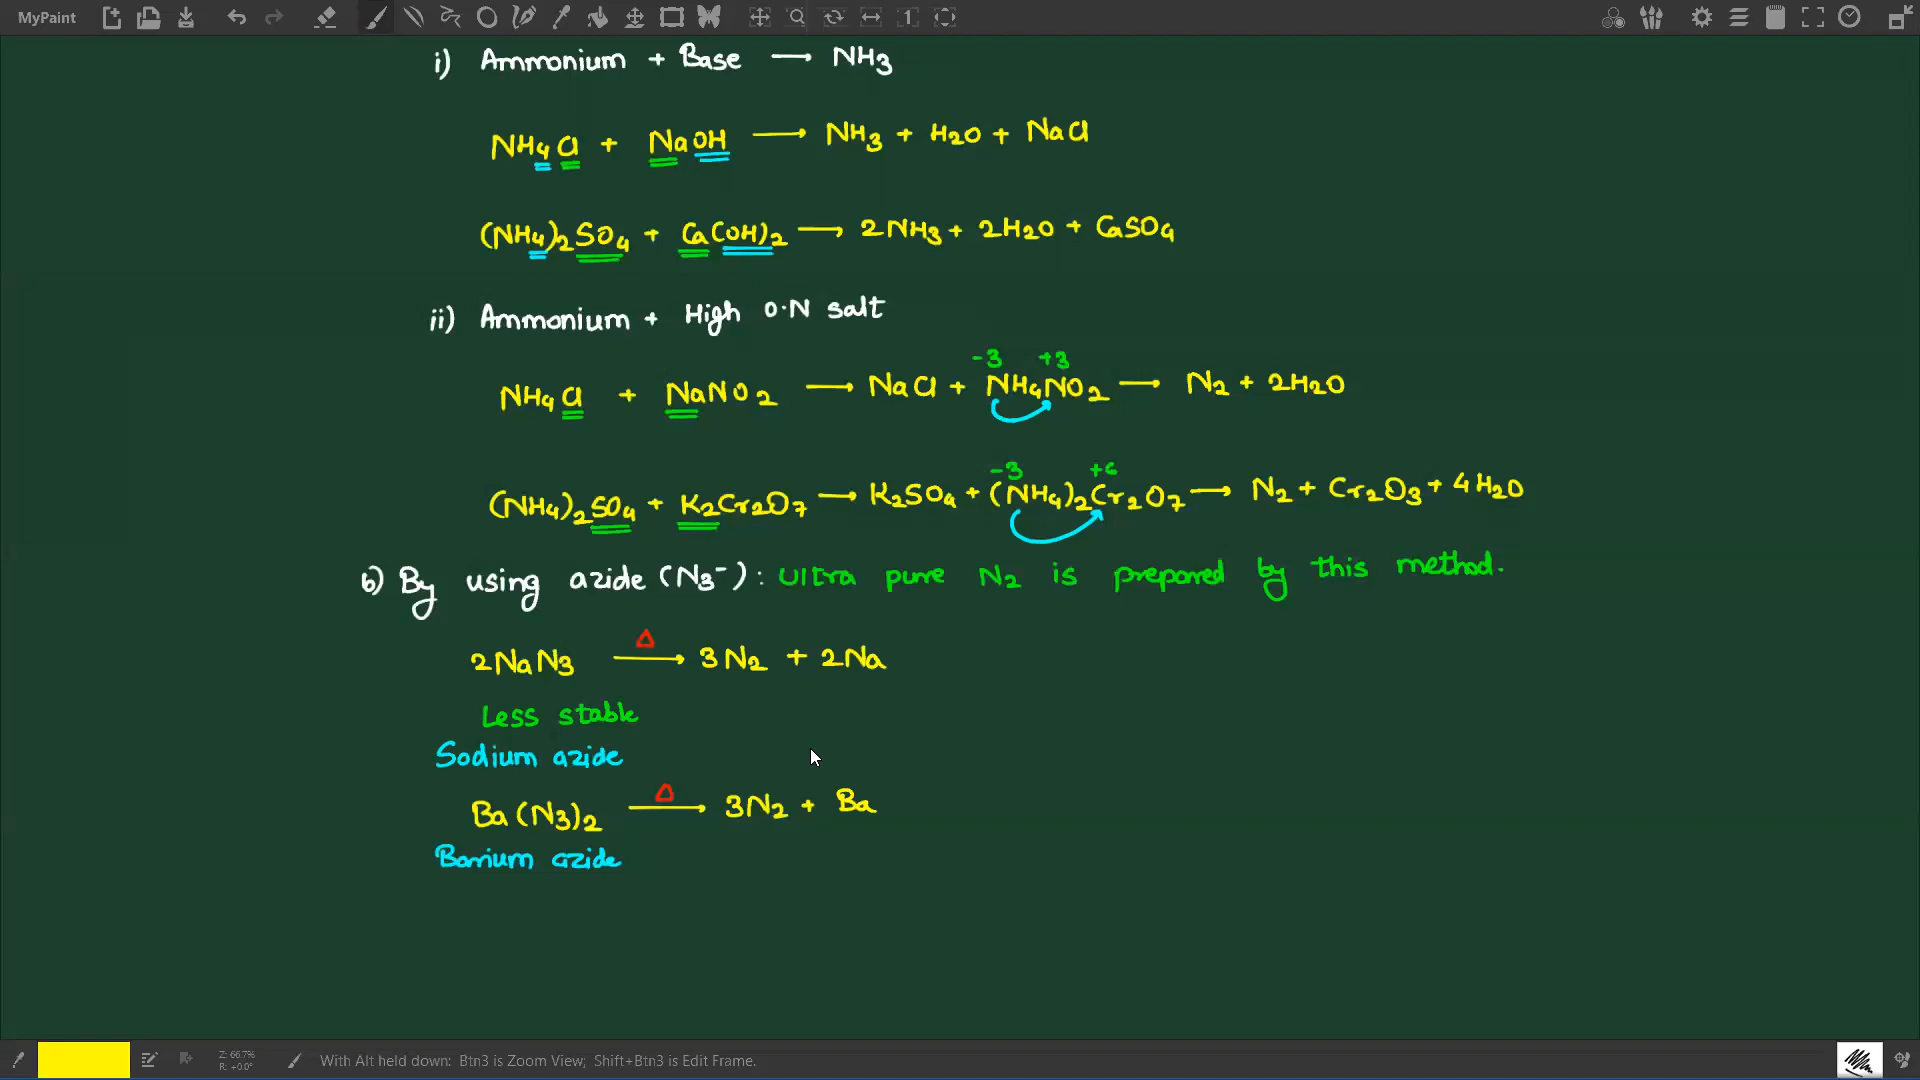 MyPaint
i) Ammonium + Base ⟶ NH3
NH4Cl + NaOH ⟶ NH3 + H2O + NaCl
(NH4)2SO4 + Ca(OH)2 ⟶ 2NH3 + 2H2O + CaSO4
ii) Ammonium + High O.N salt
-3 +3
NH4Cl + NaNO2 ⟶ NaCl + NH4NO2 ⟶ N2 + 2H2O
-3 +6
(NH4)2SO4 + K2Cr2O7 ⟶ K2SO4 + (NH4)2Cr2O7 ⟶ N2 + Cr2O3 + 4H2O
b) By using azide (N3⁻) : Ultra pure N2 is prepared by this method.
Δ
2NaN3 ⟶ 3N2 + 2Na
Less stable
Sodium azide
Δ
Ba(N3)2 ⟶ 3N2 + Ba
Barium azide
Z: 66.7%
R: +0.0°
With Alt held down: Btn3 is Zoom View; Shift+Btn3 is Edit Frame.